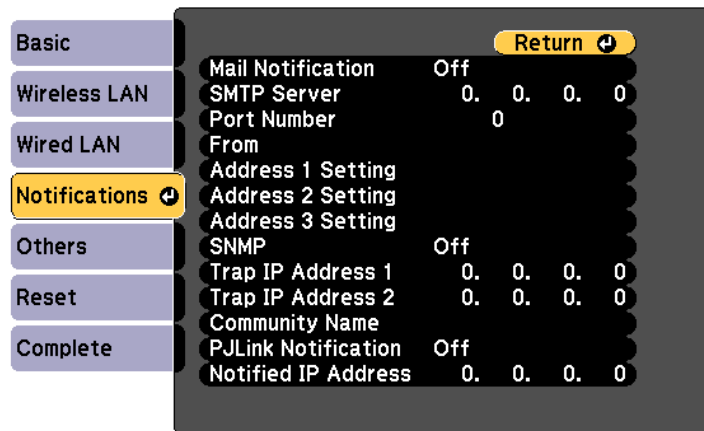 Basic
Wireless LAN
Wired LAN
Notifications
Others
Reset
Complete
Return
Mail Notification Off
SMTP Server 0. 0. 0. 0
Port Number 0
From
Address 1 Setting
Address 2 Setting
Address 3 Setting
SNMP Off
Trap IP Address 1 0. 0. 0. 0
Trap IP Address 2 0. 0. 0. 0
Community Name
PJLink Notification Off
Notified IP Address 0. 0. 0. 0